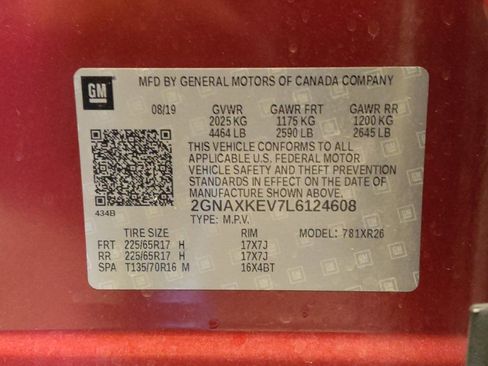 GM
MFD BY GENERAL MOTORS OF CANADA COMPANY
08/19 GVWR GAWR FRT GAWR RR
2025 KG 1175 KG 1200 KG
4464 LB 2590 LB 2645 LB
THIS VEHICLE CONFORMS TO ALL
APPLICABLE U.S. FEDERAL MOTOR
VEHICLE SAFETY AND THEFT PREVENTION
STANDARDS IN EFFECT ON THE DATE OF
MANUFACTURE SHOWN ABOVE.
434B
2GNAXKEV7L6124608
TYPE: M.P.V.
TIRE SIZE RIM 781XR26
FRT 225/65R17 H 17X7J
RR 225/65R17 H 17X7J
SPA T135/70R16 M 16X4BT